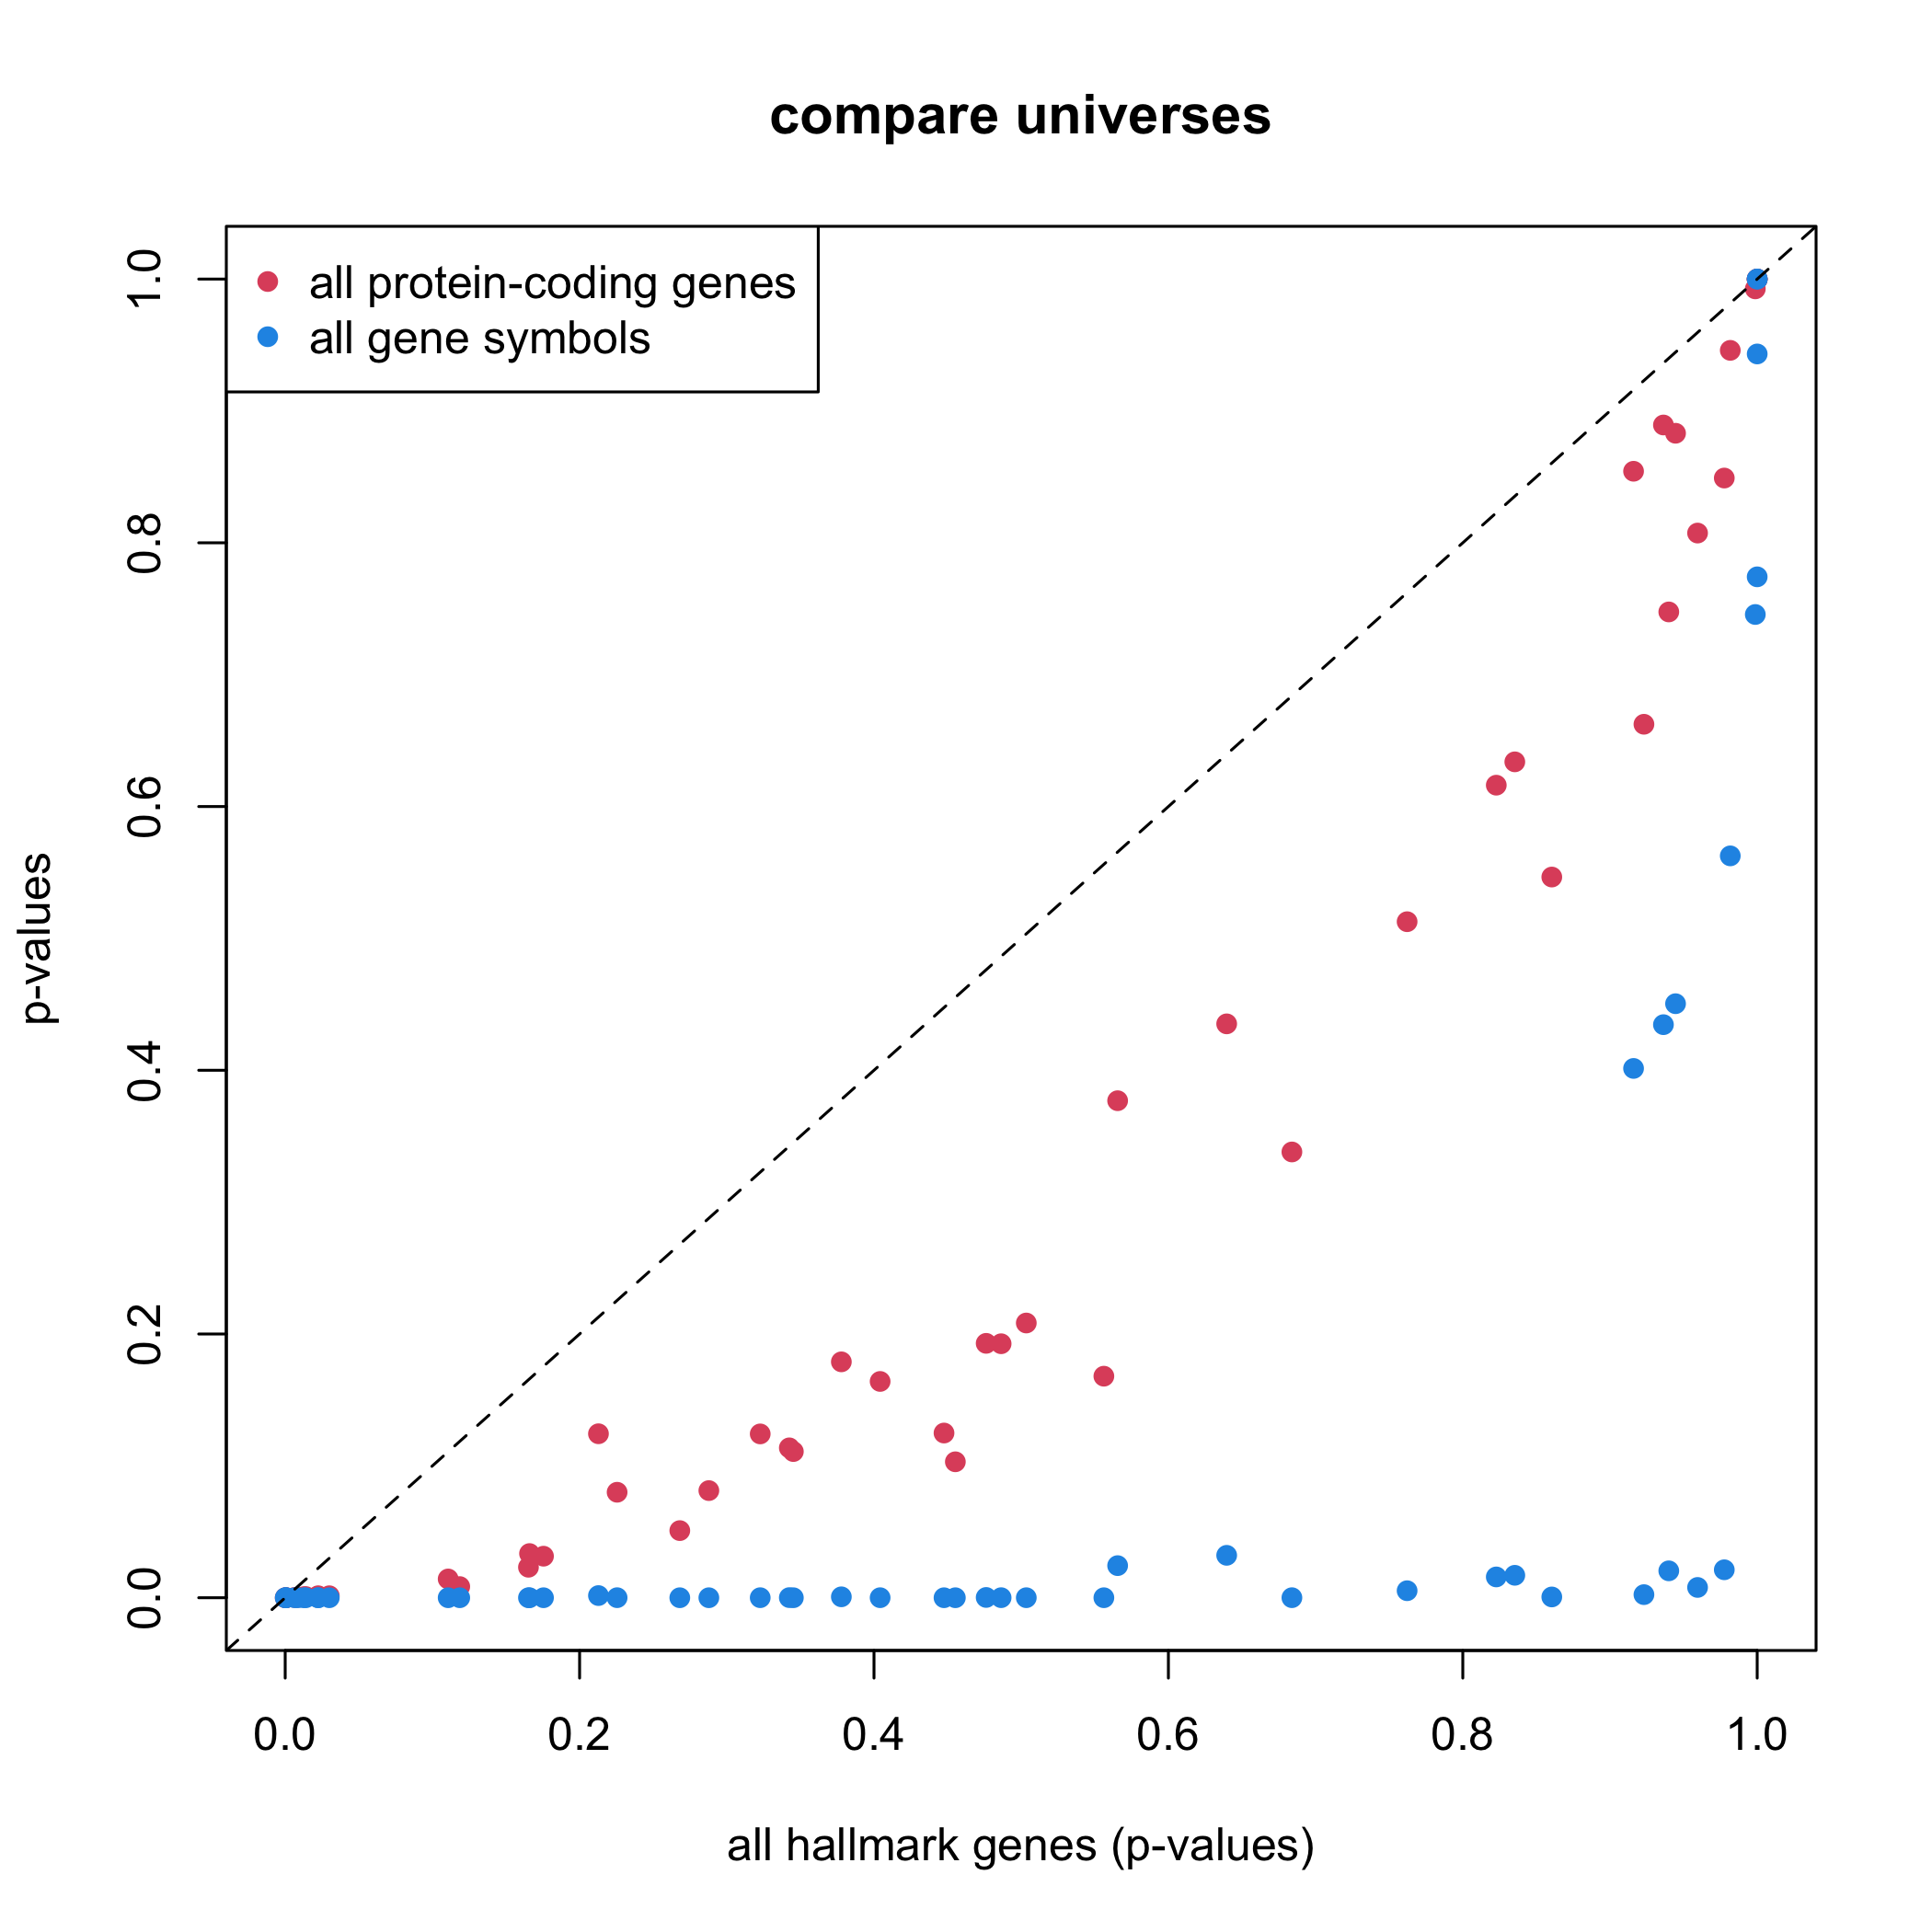 compare universes
all protein-coding genes
all gene symbols
1.0
0.8
0.6
0.4
0.2
0.0
p-values
0.0 0.2 0.4 0.6 0.8 1.0
all hallmark genes (p-values)